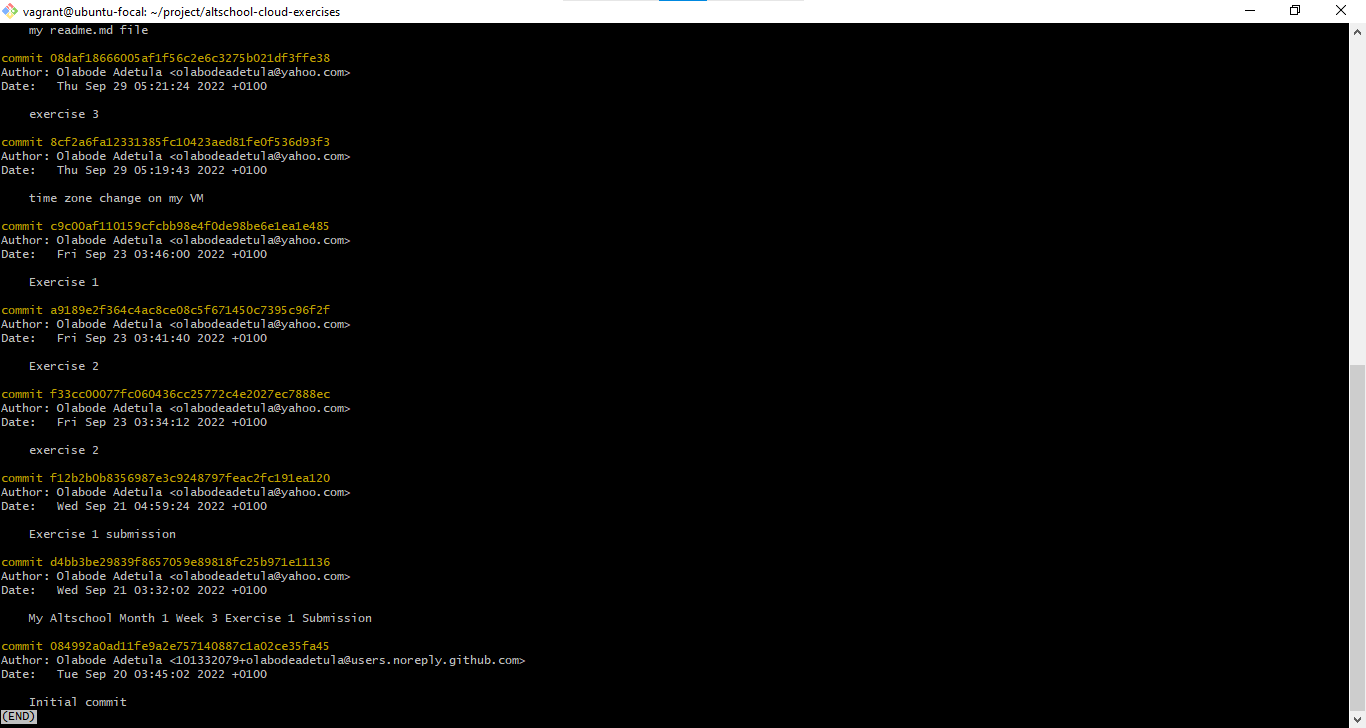 vagrant@ubuntu-focal: ~/project/altschool-cloud-exercises
my readme.md file
commit 08daf18666005af1f56c2e6c3275b021df3ffe38
Author: Olabode Adetula <olabodeadetula@yahoo.com>
Date:   Thu Sep 29 05:21:24 2022 +0100
exercise 3
commit 8cf2a6fa12331385fc10423aed81fe0f536d93f3
Author: Olabode Adetula <olabodeadetula@yahoo.com>
Date:   Thu Sep 29 05:19:43 2022 +0100
time zone change on my VM
commit c9c00af110159cfcbb98e4f0de98be6e1ea1e485
Author: Olabode Adetula <olabodeadetula@yahoo.com>
Date:   Fri Sep 23 03:46:00 2022 +0100
Exercise 1
commit a9189e2f364c4ac8ce08c5f671450c7395c96f2f
Author: Olabode Adetula <olabodeadetula@yahoo.com>
Date:   Fri Sep 23 03:41:40 2022 +0100
Exercise 2
commit f33cc00077fc060436cc25772c4e2027ec7888ec
Author: Olabode Adetula <olabodeadetula@yahoo.com>
Date:   Fri Sep 23 03:34:12 2022 +0100
exercise 2
commit f12b2b0b8356987e3c9248797feac2fc191ea120
Author: Olabode Adetula <olabodeadetula@yahoo.com>
Date:   Wed Sep 21 04:59:24 2022 +0100
Exercise 1 submission
commit d4bb3be29839f8657059e89818fc25b971e11136
Author: Olabode Adetula <olabodeadetula@yahoo.com>
Date:   Wed Sep 21 03:32:02 2022 +0100
My Altschool Month 1 Week 3 Exercise 1 Submission
commit 084992a0ad11fe9a2e757140887c1a02ce35fa45
Author: Olabode Adetula <101332079+olabodeadetula@users.noreply.github.com>
Date:   Tue Sep 20 03:45:02 2022 +0100
Initial commit
(END)